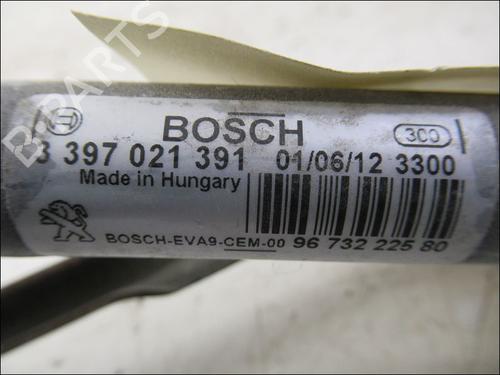 B-PARTS
BOSCH
300
3 397 021 391 01/06/12 3300
Made in Hungary
BOSCH-EVA9-CEM-00 96 732 225 80